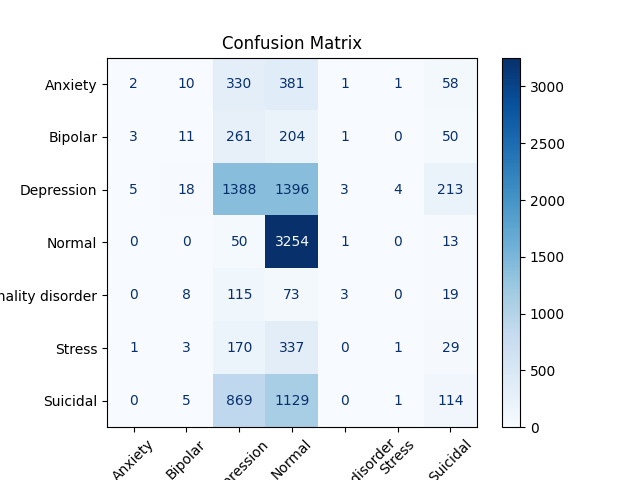 Confusion Matrix
Anxiety 2 10 330 381 1 1 58
Bipolar 3 11 261 204 1 0 50
Depression 5 18 1388 1396 3 4 213
Normal 0 0 50 3254 1 0 13
nality disorder 0 8 115 73 3 0 19
Stress 1 3 170 337 0 1 29
Suicidal 0 5 869 1129 0 1 114
Anxiety Bipolar ression Normal disorder Stress Suicidal
3000
2500
2000
1500
1000
500
0